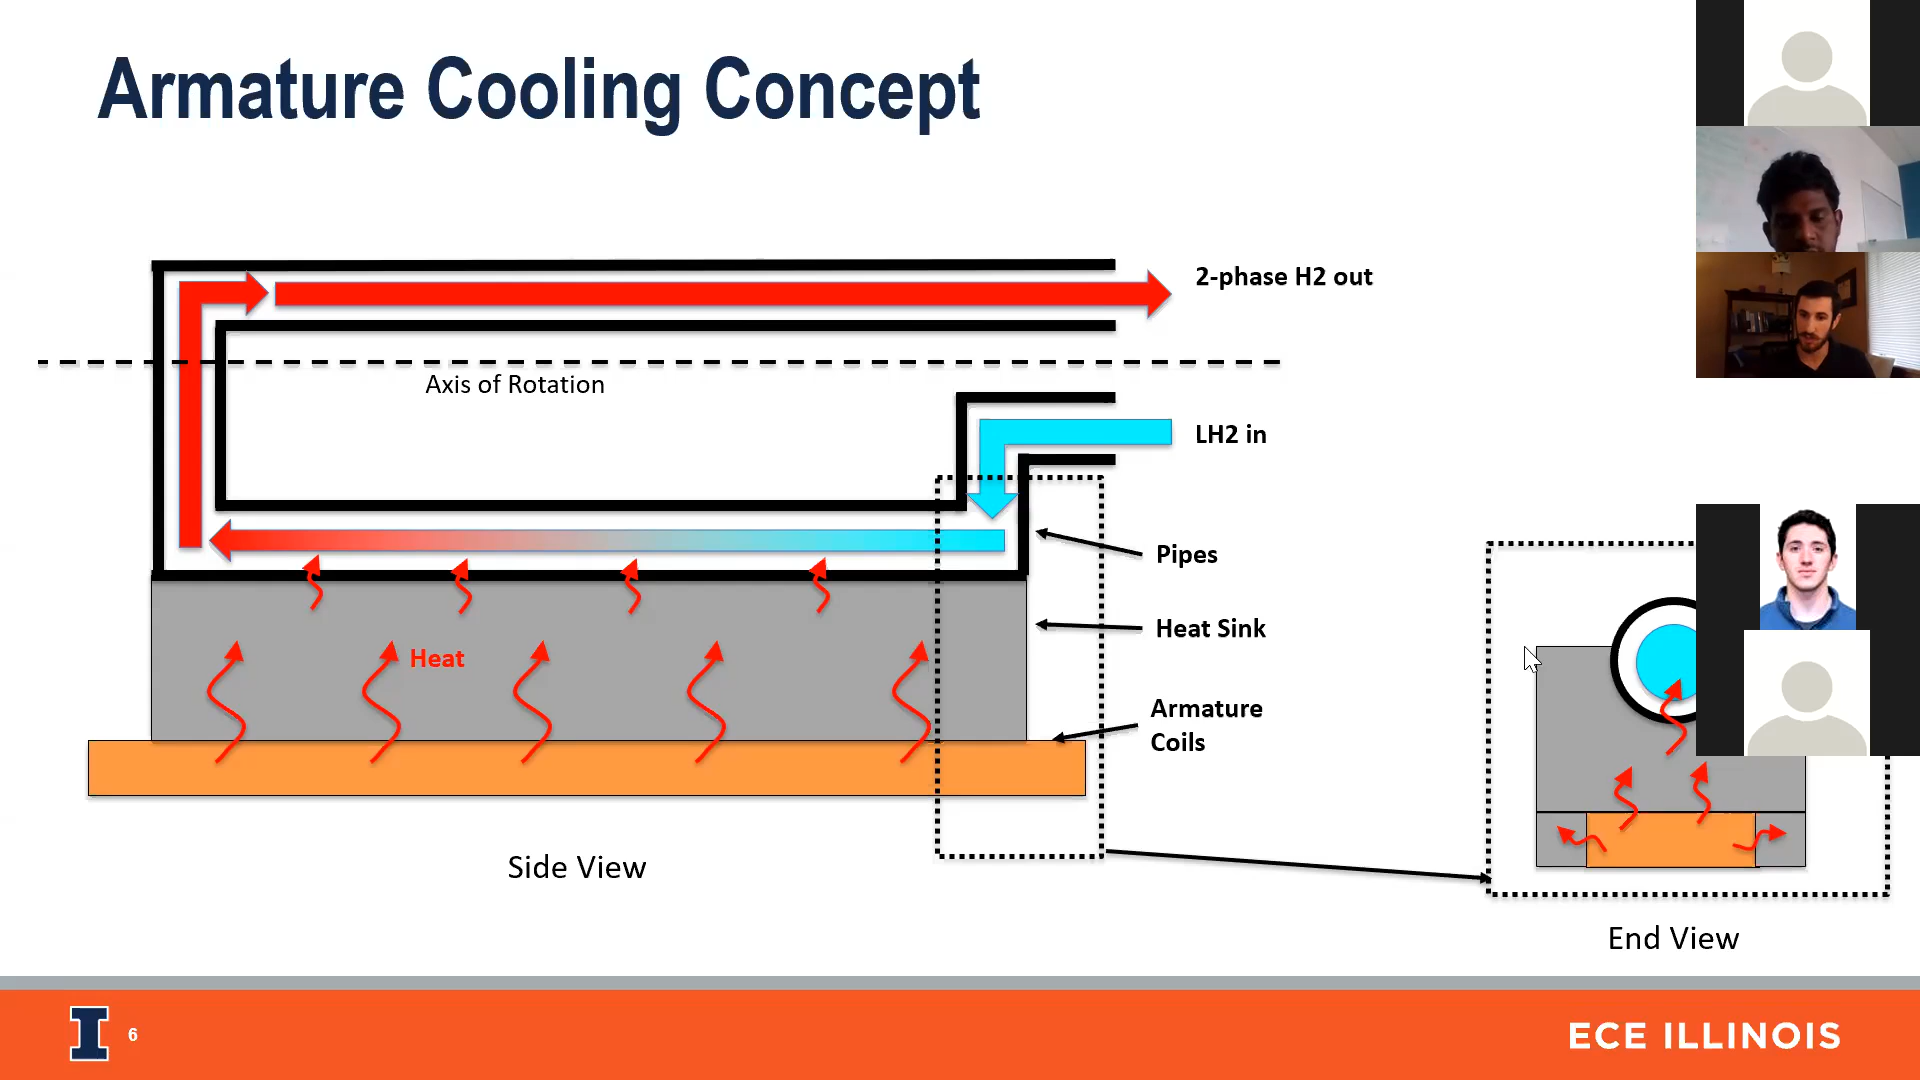 Armature Cooling Concept
2-phase H2 out
Axis of Rotation
LH2 in
Pipes
Heat Sink
Heat
Armature
Coils
Side View
End View
I
6
ECE ILLINOIS